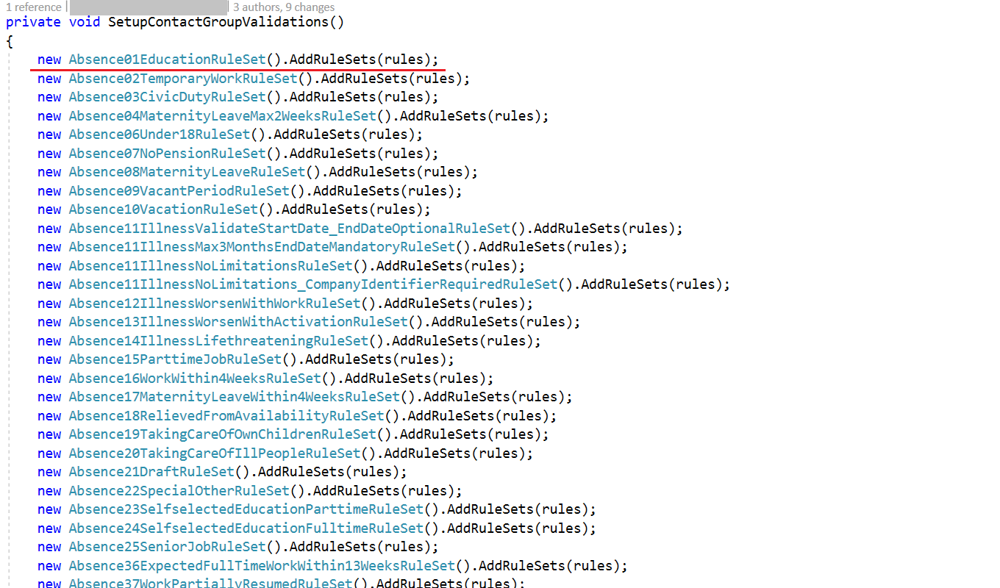 1 reference | 3 authors, 9 changes
private void SetupContactGroupValidations()
{
new Absence01EducationRuleSet().AddRuleSets(rules);
new Absence02TemporaryWorkRuleSet().AddRuleSets(rules);
new Absence03CivicDutyRuleSet().AddRuleSets(rules);
new Absence04MaternityLeaveMax2WeeksRuleSet().AddRuleSets(rules);
new Absence06Under18RuleSet().AddRuleSets(rules);
new Absence07NoPensionRuleSet().AddRuleSets(rules);
new Absence08MaternityLeaveRuleSet().AddRuleSets(rules);
new Absence09VacantPeriodRuleSet().AddRuleSets(rules);
new Absence10VacationRuleSet().AddRuleSets(rules);
new Absence11IllnessValidateStartDate_EndDateOptionalRuleSet().AddRuleSets(rules);
new Absence11IllnessMax3MonthsEndDateMandatoryRuleSet().AddRuleSets(rules);
new Absence11IllnessNoLimitationsRuleSet().AddRuleSets(rules);
new Absence11IllnessNoLimitations_CompanyIdentifierRequiredRuleSet().AddRuleSets(rules);
new Absence12IllnessWorsenWithWorkRuleSet().AddRuleSets(rules);
new Absence13IllnessWorsenWithActivationRuleSet().AddRuleSets(rules);
new Absence14IllnessLifethreateningRuleSet().AddRuleSets(rules);
new Absence15ParttimeJobRuleSet().AddRuleSets(rules);
new Absence16WorkWithin4WeeksRuleSet().AddRuleSets(rules);
new Absence17MaternityLeaveWithin4WeeksRuleSet().AddRuleSets(rules);
new Absence18RelievedFromAvailabilityRuleSet().AddRuleSets(rules);
new Absence19TakingCareOfOwnChildrenRuleSet().AddRuleSets(rules);
new Absence20TakingCareOfIllPeopleRuleSet().AddRuleSets(rules);
new Absence21DraftRuleSet().AddRuleSets(rules);
new Absence22SpecialOtherRuleSet().AddRuleSets(rules);
new Absence23SelfselectedEducationParttimeRuleSet().AddRuleSets(rules);
new Absence24SelfselectedEducationFulltimeRuleSet().AddRuleSets(rules);
new Absence25SeniorJobRuleSet().AddRuleSets(rules);
new Absence36ExpectedFullTimeWorkWithin13WeeksRuleSet().AddRuleSets(rules);
new Absence37WorkPartiallyResumedRuleSet().AddRuleSets(rules);